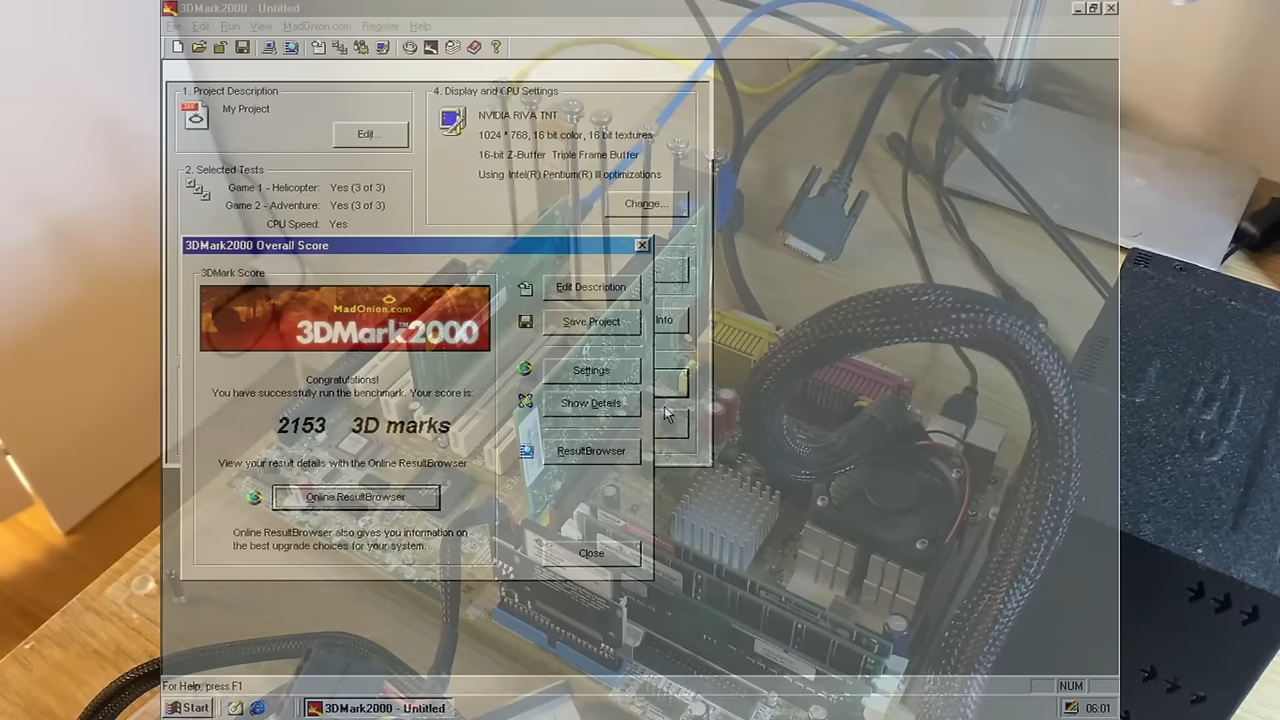 3DMark2000 - Untitled
File Edit Run View MadOnion.com Register Help
1. Project Description
My Project
Edit...
2. Selected Tests
Game 1 - Helicopter: Yes (3 of 3)
Game 2 - Adventure: Yes (3 of 3)
CPU Speed: Yes
4. Display and CPU Settings
NVIDIA RIVA TNT
1024 * 768, 16 bit color, 16 bit textures
16-bit Z-Buffer Triple Frame Buffer
Using Intel(R) Pentium(R) III optimizations
Change...
Info
3DMark2000 Overall Score
3DMark Score
MadOnion.com
3DMark2000
Congratulations!
You have successfully run the benchmark. Your score is:
2153 3D marks
View your result details with the Online ResultBrowser
Online ResultBrowser
Online ResultBrowser also gives you information on
the best upgrade choices for your system.
Edit Description
Save Project
Settings
Show Details
ResultBrowser
Close
For Help, press F1
NUM
Start
3DMark2000 - Untitled
06:01